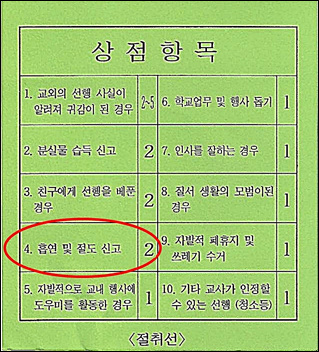 상점항목
1. 교외의 선행 사실이
알려져 귀감이 된 경우
2~5
6. 학교업무 및 행사 돕기
1
2. 분실물 습득 신고
2
7. 인사를 잘하는 경우
1
3. 친구에게 선행을 베푼
경우
2
8. 질서 생활의 모범이된
경우
1
4. 흡연 및 절도 신고
2
9. 자발적 폐휴지 및
쓰레기 수거
1
5. 자발적으로 교내 행사에
도우미를 활동한 경우
1
10. 기타 교사가 인정할
수 있는 선행 (청소등)
1
<절취선>